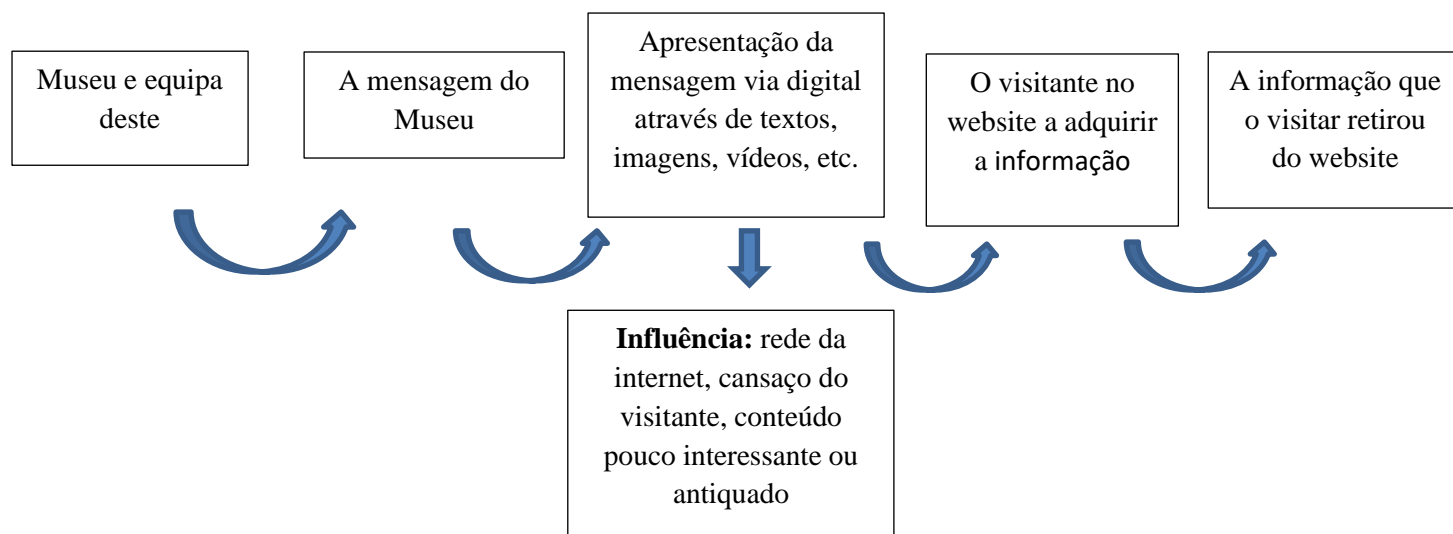 Museu e equipa
deste
A mensagem do
Museu
Apresentação da
mensagem via digital
através de textos,
imagens, vídeos, etc.
O visitante no
website a adquirir
a informação
A informação que
o visitar retirou
do website
Influência: rede da
internet, cansaço do
visitante, conteúdo
pouco interessante ou
antiquado